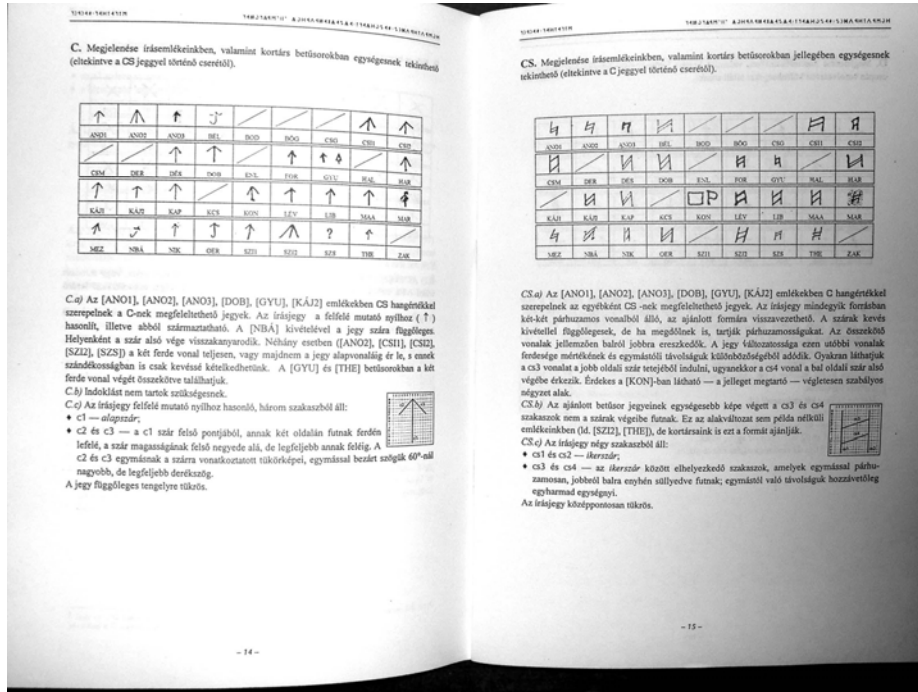 C. Megjelenése írásemlékeinkben, valamint kortárs betűsorokban egységesnek tekinthető
(eltekintve a CS jeggyel történő cserétől).
ANO1 ANO2 ANO3 BÉL BOD BÓG CSG CSI1 CSI2
CSM DER DÉS DOB ENL FOR GYU HAL HAR
KÁJ1 KÁJ2 KAP KCS KON LÉV LIB MAA MAR
MEZ NBÁ NIK OER SZI1 SZI2 SZS THE ZAK
C.a) Az [ANO1], [ANO2], [ANO3], [DOB], [GYU], [KÁJ2] emlékekben CS hangértékkel
szerepelnek a C-nek megfeleltethető jegyek. Az írásjegy a felfelé mutató nyílhoz ( ↑ )
hasonlít, illetve abból származtatható. A [NBÁ] kivételével a jegy szára függőleges.
Helyenként a szár alsó vége visszakanyarodik. Néhány esetben ([ANO2], [CSI1], [CSI2],
[SZI2], [SZS]) a két ferde vonal teljesen, vagy majdnem a jegy alapvonaláig ér le, s ennek
szándékosságban is csak kevéssé kételkedhetünk. A [GYU] és [THE] betűsorokban a két
ferde vonal végét összekötve találhatjuk.
C.b) Indoklást nem tartok szükségesnek.
C.c) Az írásjegy felfelé mutató nyílhoz hasonló, három szakaszból áll:
♦ c1 — alapszár;
♦ c2 és c3 — a c1 szár felső pontjából, annak két oldalán futnak ferdén
lefelé, a szár magasságának felső negyede alá, de legfeljebb annak feléig. A
c2 és c3 egymásnak a szárra vonatkoztatott tükörképei, egymással bezárt szögük 60°-nál
nagyobb, de legfeljebb derékszög.
A jegy függőleges tengelyre tükrös.
– 14 –
CS. Megjelenése írásemlékeinkben, valamint kortárs betűsorokban jellegében egységesnek
tekinthető (eltekintve a C jeggyel történő cserétől).
ANO1 ANO2 ANO3 BÉL BOD BÓG CSG CSI1 CSI2
CSM DER DÉS DOB ENL FOR GYU HAL HAR
KÁJ1 KÁJ2 KAP KCS KON LÉV LIB MAA MAR
MEZ NBÁ NIK OER SZI1 SZI2 SZS THE ZAK
CS.a) Az [ANO1], [ANO2], [ANO3], [DOB], [GYU], [KÁJ2] emlékekben C hangértékkel
szerepelnek az egyébként CS -nek megfeleltethető jegyek. Az írásjegy mindegyik forrásban
két-két párhuzamos vonalból álló, az ajánlott formára visszavezethető. A szárak kevés
kivétellel függőlegesek, de ha megdőlnek is, tartják párhuzamosságukat. Az összekötő
vonalak jellemzően balról jobbra ereszkedők. A jegy változatossága ezen utóbbi vonalak
ferdesége mértékének és egymástóli távolságuk különbözőségéből adódik. Gyakran láthatjuk
a cs3 vonalat a jobb oldali szár tetejéből indulni, ugyanekkor a cs4 vonal a bal oldali szár alsó
végébe érkezik. Érdekes a [KON]-ban látható — a jelleget megtartó — végletesen szabályos
négyzet alak.
CS.b) Az ajánlott betűsor jegyeinek egységesebb képe végett a cs3 és cs4
szakaszok nem a szárak végeibe futnak. Ez az alakváltozat sem példa nélküli
emlékeinkben (ld. [SZI2], [THE]), de kortársaink is ezt a formát ajánlják.
CS.c) Az írásjegy négy szakaszból áll:
♦ cs1 és cs2 — ikerszár;
♦ cs3 és cs4 — az ikerszár között elhelyezkedő szakaszok, amelyek egymással párhu-
zamosan, jobbról balra enyhén süllyedve futnak; egymástól való távolságuk hozzávetőleg
egyharmad egységnyi.
Az írásjegy középpontosan tükrös.
– 15 –